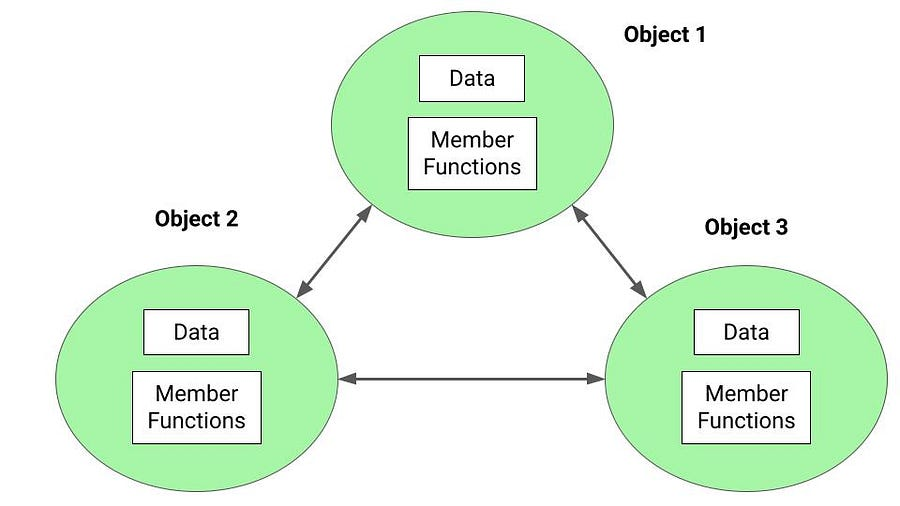 Object 1
Data
Member
Functions
Object 2
Data
Member
Functions
Object 3
Data
Member
Functions